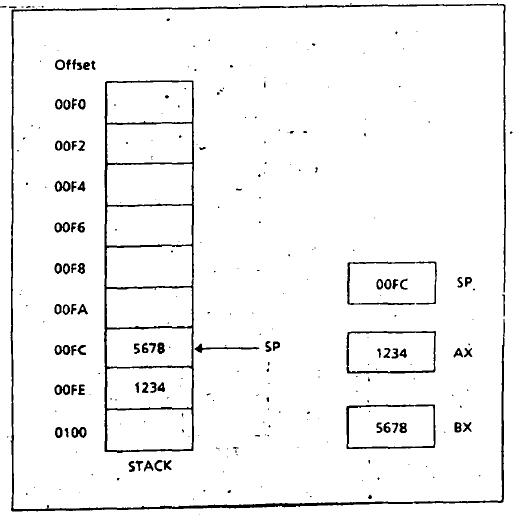 Offset
00F0
00F2
00F4
00F6
00F8
00FA
00FC 5678 SP
00FE 1234
0100
STACK
00FC SP
1234 AX
5678 BX